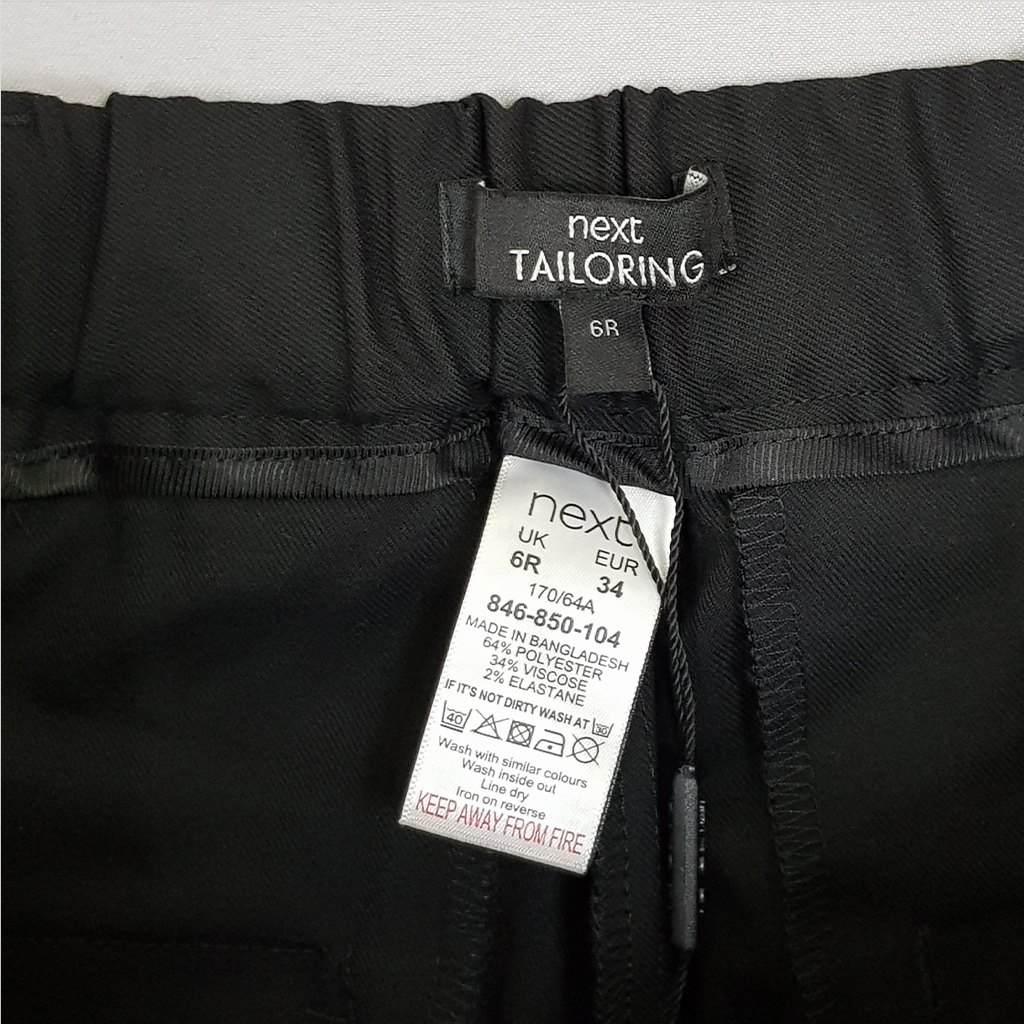 next
TAILORING
6R
next
UK EUR
6R 34
170/64A
846-850-104
MADE IN BANGLADESH
64% POLYESTER
34% VISCOSE
2% ELASTANE
IF IT'S NOT DIRTY WASH AT 30
40
Wash with similar colours
Wash inside out
Line dry
Iron on reverse
KEEP AWAY FROM FIRE